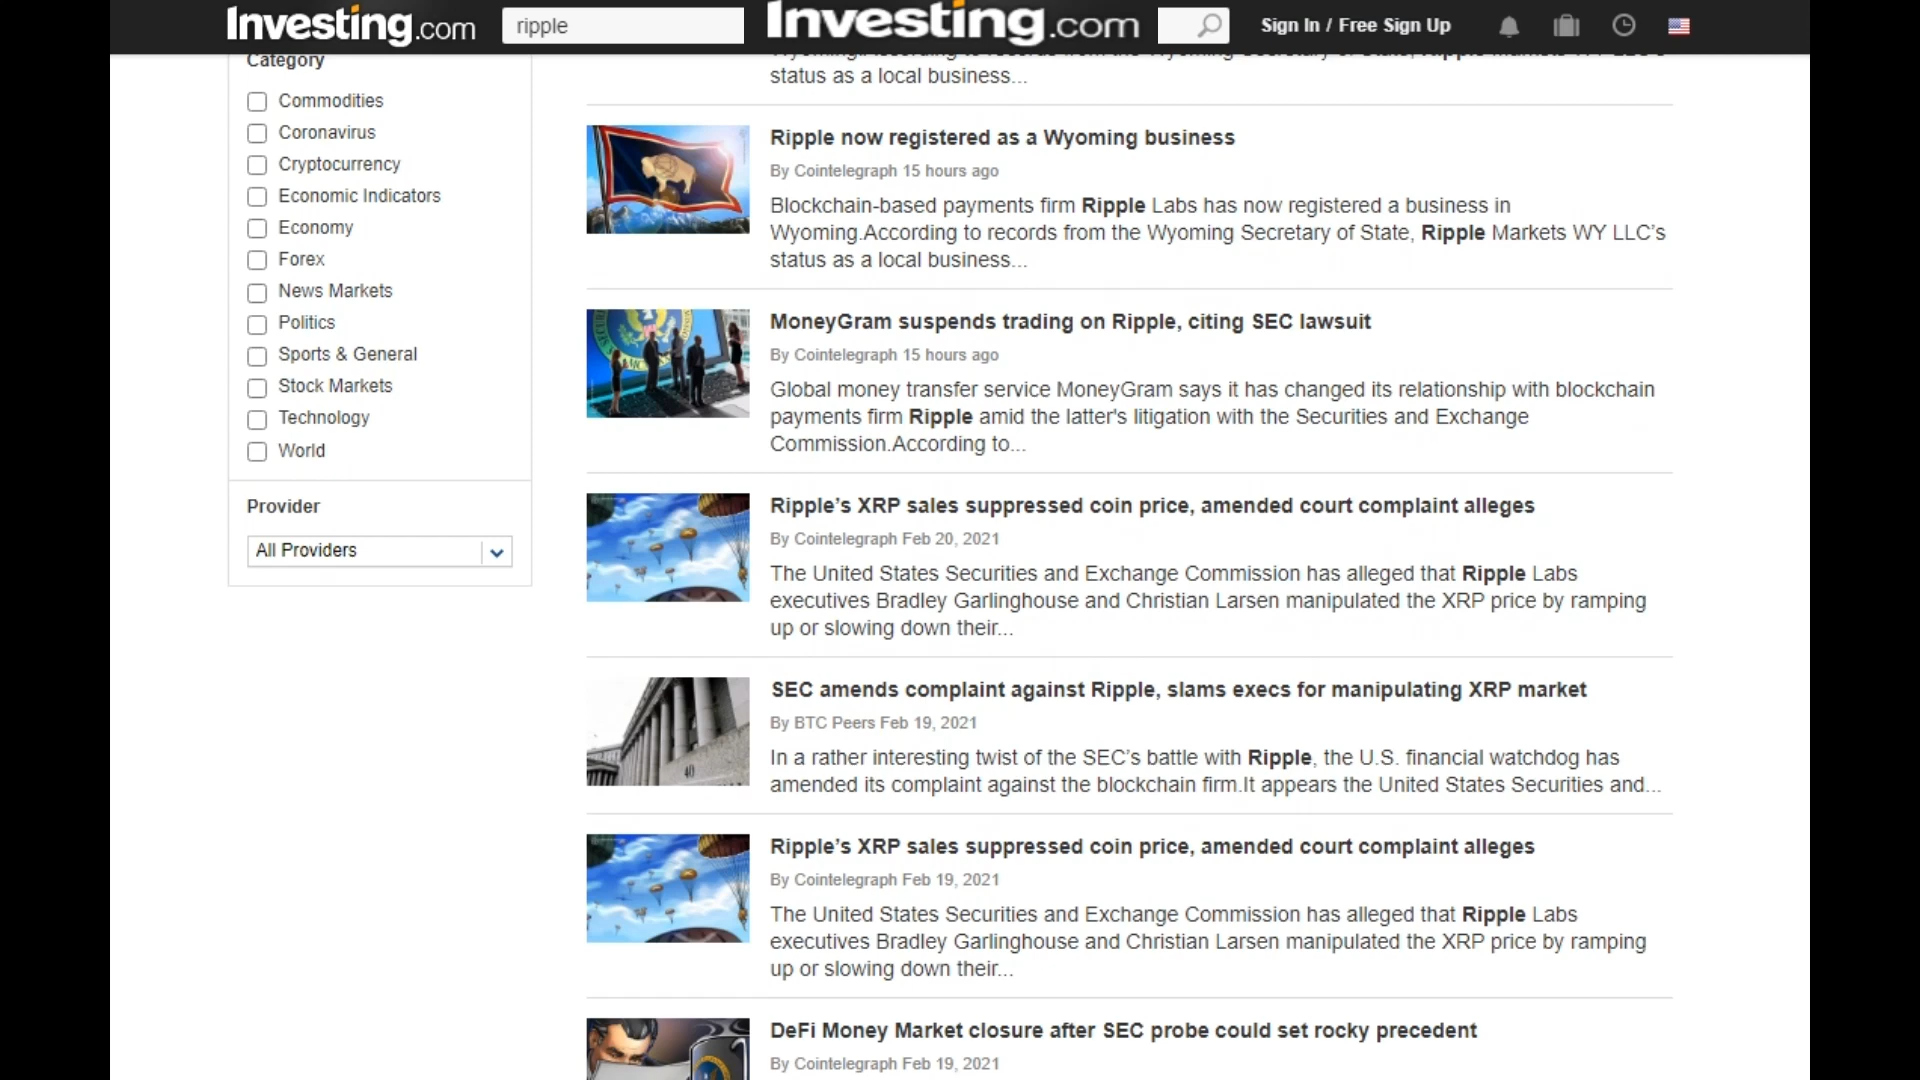 Investing.com
ripple
Investing.com
Sign In / Free Sign Up
Category
Commodities
Coronavirus
Cryptocurrency
Economic Indicators
Economy
Forex
News Markets
Politics
Sports & General
Stock Markets
Technology
World
Provider
All Providers
status as a local business...
Ripple now registered as a Wyoming business
By Cointelegraph 15 hours ago
Blockchain-based payments firm Ripple Labs has now registered a business in
Wyoming.According to records from the Wyoming Secretary of State, Ripple Markets WY LLC’s
status as a local business...
MoneyGram suspends trading on Ripple, citing SEC lawsuit
By Cointelegraph 15 hours ago
Global money transfer service MoneyGram says it has changed its relationship with blockchain
payments firm Ripple amid the latter's litigation with the Securities and Exchange
Commission.According to...
Ripple’s XRP sales suppressed coin price, amended court complaint alleges
By Cointelegraph Feb 20, 2021
The United States Securities and Exchange Commission has alleged that Ripple Labs
executives Bradley Garlinghouse and Christian Larsen manipulated the XRP price by ramping
up or slowing down their...
SEC amends complaint against Ripple, slams execs for manipulating XRP market
By BTC Peers Feb 19, 2021
In a rather interesting twist of the SEC’s battle with Ripple, the U.S. financial watchdog has
amended its complaint against the blockchain firm.It appears the United States Securities and...
Ripple’s XRP sales suppressed coin price, amended court complaint alleges
By Cointelegraph Feb 19, 2021
The United States Securities and Exchange Commission has alleged that Ripple Labs
executives Bradley Garlinghouse and Christian Larsen manipulated the XRP price by ramping
up or slowing down their...
DeFi Money Market closure after SEC probe could set rocky precedent
By Cointelegraph Feb 19, 2021